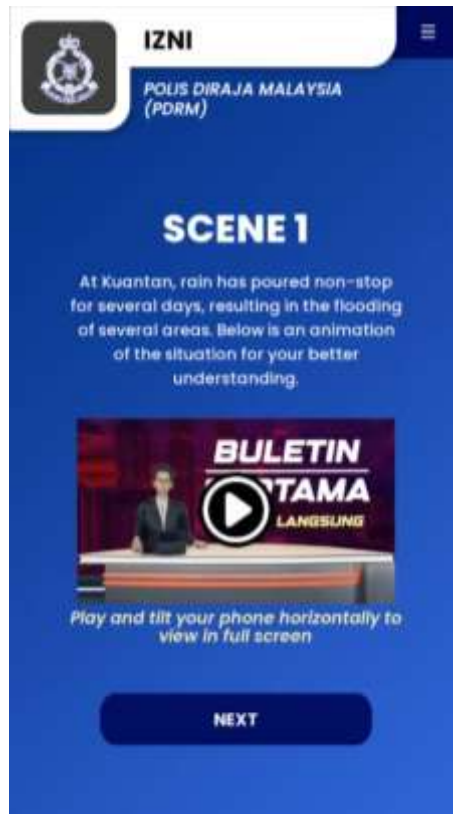 IZNI
POLIS DIRAJA MALAYSIA
(PDRM)
SCENE 1
At Kuantan, rain has poured non-stop
for several days, resulting in the flooding
of several areas. Below is an animation
of the situation for your better
understanding.
BULETIN
TAMA
LANGSUNG
Play and tilt your phone horizontally to
view in full screen
NEXT